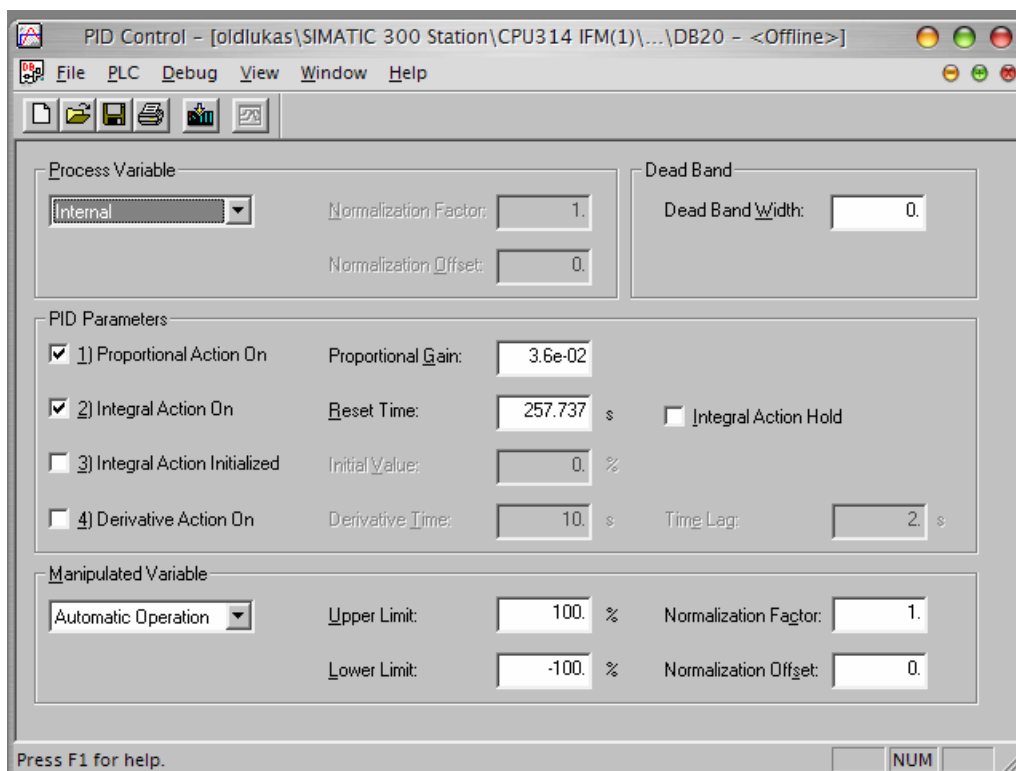 PID Control - [oldlukas\SIMATIC 300 Station\CPU314 IFM(1)\...\DB20 - <Offline>]
File PLC Debug View Window Help
Process Variable
Internal
Normalization Factor: 1.
Normalization Offset: 0.
Dead Band
Dead Band Width: 0.
PID Parameters
1) Proportional Action On Proportional Gain: 3.6e-02
2) Integral Action On Reset Time: 257.737 s Integral Action Hold
3) Integral Action Initialized Initial Value: 0. %
4) Derivative Action On Derivative Time: 10. s Time Lag: 2. s
Manipulated Variable
Automatic Operation Upper Limit: 100. % Normalization Factor: 1.
Lower Limit: -100. % Normalization Offset: 0.
Press F1 for help. NUM